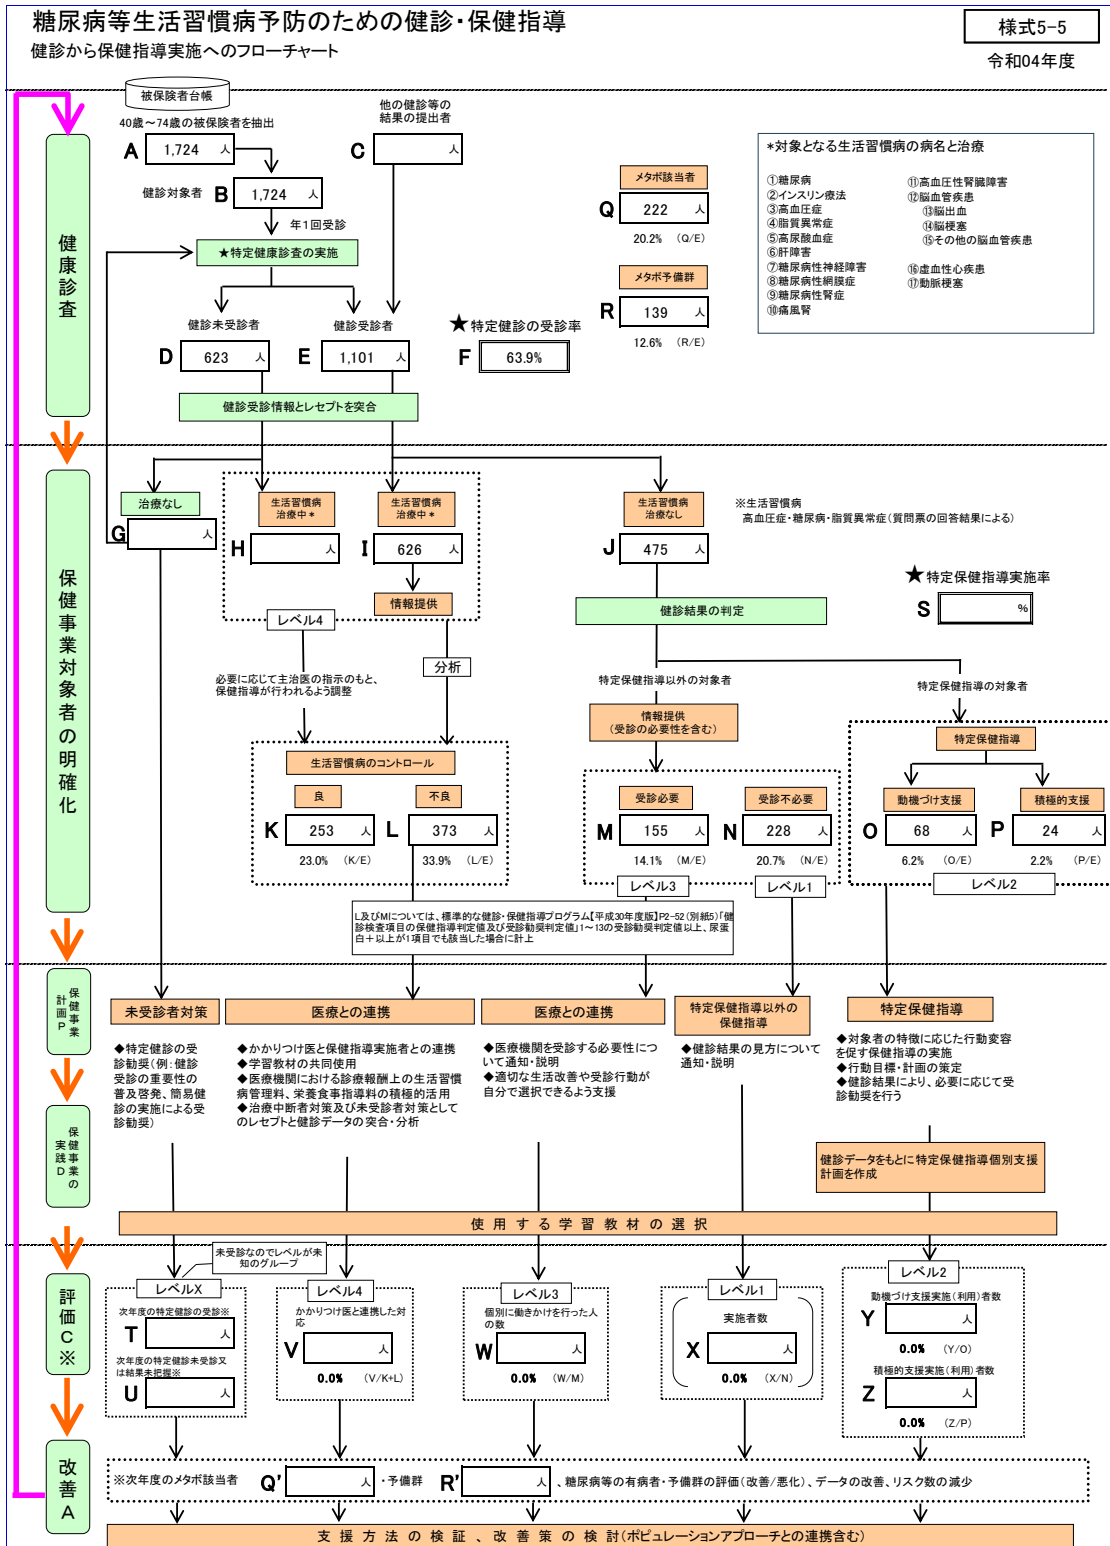 糖尿病等生活習慣病予防のための健診・保健指導
健診から保健指導実施へのフローチャート
様式5-5
令和04年度
被保険者台帳
40歳～74歳の被保険者を抽出
A 1,724 人
他の健診等の
結果の提出者
C 人
健診対象者 B 1,724 人
年1回受診
★特定健康診査の実施
健診未受診者
D 623 人
健診受診者
E 1,101 人
★特定健診の受診率
F 63.9%
メタボ該当者
Q 222 人
20.2% (Q/E)
メタボ予備群
R 139 人
12.6% (R/E)
*対象となる生活習慣病の病名と治療
①糖尿病
②インスリン療法
③高血圧症
④脂質異常症
⑤高尿酸血症
⑥肝障害
⑦糖尿病性神経障害
⑧糖尿病性網膜症
⑨糖尿病性腎症
⑩痛風腎
⑪高血圧性腎臓障害
⑫脳血管疾患
⑬脳出血
⑭脳梗塞
⑮その他の脳血管疾患
⑯虚血性心疾患
⑰動脈梗塞
健診受診情報とレセプトを突合
健康診査
保健事業対象者の明確化
治療なし
G 人
生活習慣病
治療中*
H 人
生活習慣病
治療中*
I 626 人
情報提供
レベル4
生活習慣病
治療なし
J 475 人
※生活習慣病
高血圧症・糖尿病・脂質異常症(質問票の回答結果による)
★特定保健指導実施率
S %
健診結果の判定
必要に応じて主治医の指示のもと、
保健指導が行われるよう調整
分析
特定保健指導以外の対象者
特定保健指導の対象者
情報提供
(受診の必要性を含む)
特定保健指導
生活習慣病のコントロール
良
K 253 人
23.0% (K/E)
不良
L 373 人
33.9% (L/E)
受診必要
M 155 人
14.1% (M/E)
受診不必要
N 228 人
20.7% (N/E)
動機づけ支援
O 68 人
6.2% (O/E)
積極的支援
P 24 人
2.2% (P/E)
レベル3
レベル1
レベル2
L及びMについては、標準的な健診・保健指導プログラム【平成30年度版】P2-52(別紙5)「健
診検査項目の保健指導判定値及び受診勧奨判定値」1～13の受診勧奨判定値以上、尿蛋
白＋以上が1項目でも該当した場合に計上
保健事業計画P
保健事業の実践D
未受診者対策
◆特定健診の受
診勧奨(例:健診
受診の重要性の
普及啓発、簡易健
診の実施による受
診勧奨)
医療との連携
◆かかりつけ医と保健指導実施者との連携
◆学習教材の共同使用
◆医療機関における診療報酬上の生活習慣
病管理料、栄養食事指導料の積極的活用
◆治療中断者対策及び未受診者対策として
のレセプトと健診データの突合・分析
医療との連携
◆医療機関を受診する必要性につ
いて通知・説明
◆適切な生活改善や受診行動が
自分で選択できるよう支援
特定保健指導以外の
保健指導
◆健診結果の見方について
通知・説明
特定保健指導
◆対象者の特徴に応じた行動変容
を促す保健指導の実施
◆行動目標・計画の策定
◆健診結果により、必要に応じて受
診勧奨を行う
健診データをもとに特定保健指導個別支援
計画を作成
使用する学習教材の選択
評価C※
未受診なのでレベルが未
知のグループ
レベルX
次年度の特定健診の受診※
T 人
次年度の特定健診未受診又
は結果未把握※
U 人
レベル4
かかりつけ医と連携した対
応
V 人
0.0% (V/K+L)
レベル3
個別に働きかけを行った人
の数
W 人
0.0% (W/M)
レベル1
実施者数
X 人
0.0% (X/N)
レベル2
動機づけ支援実施(利用)者数
Y 人
0.0% (Y/O)
積極的支援実施(利用)者数
Z 人
0.0% (Z/P)
改善A
※次年度のメタボ該当者 Q' 人 ・予備群 R' 人 、糖尿病等の有病者・予備群の評価(改善/悪化)、データの改善、リスク数の減少
支援方法の検証、改善策の検討(ポピュレーションアプローチとの連携含む)